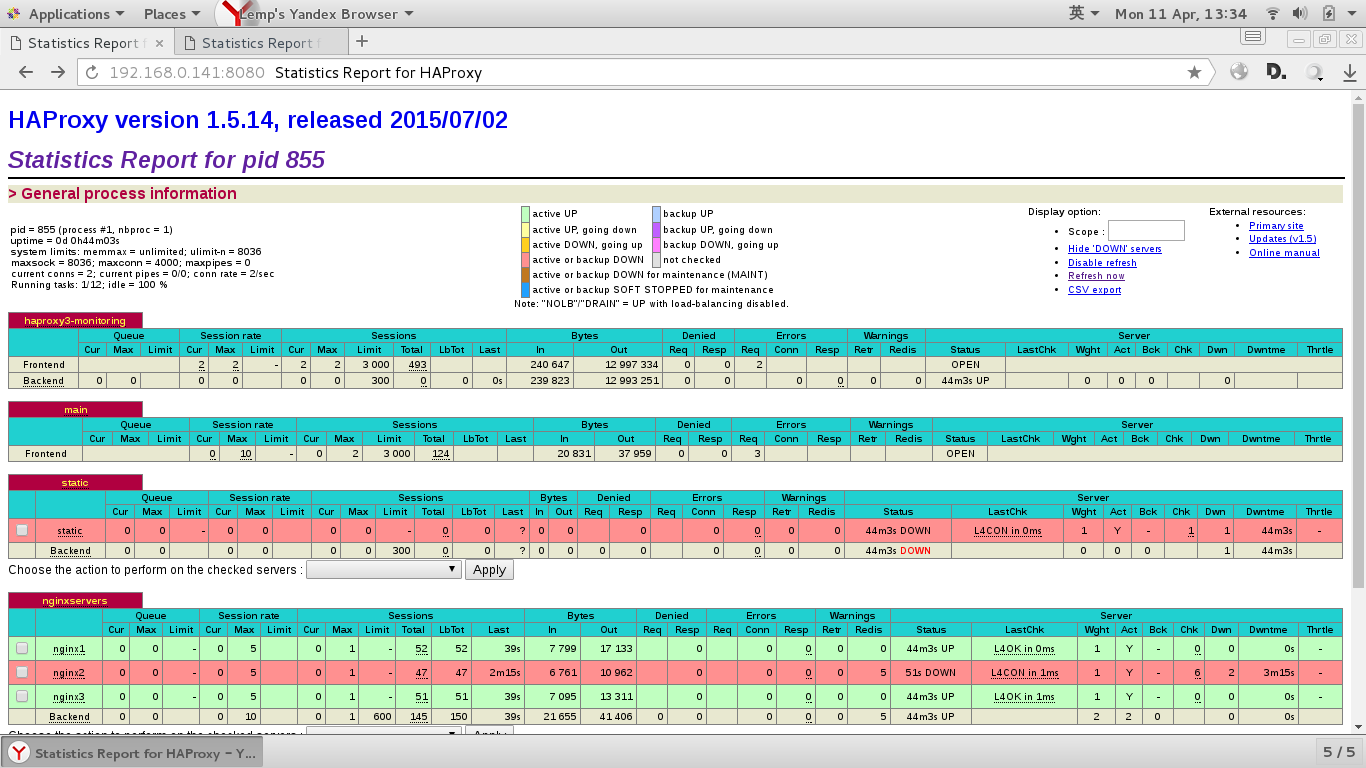 Applications Places Lemp's Yandex Browser 英 Mon 11 Apr, 13:34
Statistics Report f × Statistics Report f
192.168.0.141:8080 Statistics Report for HAProxy D.
HAProxy version 1.5.14, released 2015/07/02
Statistics Report for pid 855
> General process information
pid = 855 (process #1, nbproc = 1)
uptime = 0d 0h44m03s
system limits: memmax = unlimited; ulimit-n = 8036
maxsock = 8036; maxconn = 4000; maxpipes = 0
current conns = 2; current pipes = 0/0; conn rate = 2/sec
Running tasks: 1/12; idle = 100 %
active UP backup UP
active UP, going down backup UP, going down
active DOWN, going up backup DOWN, going up
active or backup DOWN not checked
active or backup DOWN for maintenance (MAINT)
active or backup SOFT STOPPED for maintenance
Note: "NOLB"/"DRAIN" = UP with load-balancing disabled.
Display option:
Scope :
Hide 'DOWN' servers
Disable refresh
Refresh now
CSV export
External resources:
Primary site
Updates (v1.5)
Online manual
haproxy3-monitoring
Queue Session rate Sessions Bytes Denied Errors Warnings Server
Cur Max Limit Cur Max Limit Cur Max Limit Total LbTot Last In Out Req Resp Req Conn Resp Retr Redis Status LastChk Wght Act Bck Chk Dwn Dwntme Thrtle
Frontend 2 2 - 2 2 3 000 493 240 647 12 997 334 0 0 2 OPEN
Backend 0 0 0 0 0 0 300 0 0 0s 239 823 12 993 251 0 0 0 0 0 0 44m3s UP 0 0 0 0
main
Queue Session rate Sessions Bytes Denied Errors Warnings Server
Cur Max Limit Cur Max Limit Cur Max Limit Total LbTot Last In Out Req Resp Req Conn Resp Retr Redis Status LastChk Wght Act Bck Chk Dwn Dwntme Thrtle
Frontend 0 10 - 0 2 3 000 124 20 831 37 959 0 0 3 OPEN
static
Queue Session rate Sessions Bytes Denied Errors Warnings Server
Cur Max Limit Cur Max Limit Cur Max Limit Total LbTot Last In Out Req Resp Req Conn Resp Retr Redis Status LastChk Wght Act Bck Chk Dwn Dwntme Thrtle
static 0 0 - 0 0 0 0 - 0 0 ? 0 0 0 0 0 0 0 44m3s DOWN L4CON in 0ms 1 Y - 1 1 44m3s -
Backend 0 0 0 0 0 0 300 0 0 ? 0 0 0 0 0 0 0 0 44m3s DOWN 0 0 0 1 44m3s
Choose the action to perform on the checked servers : Apply
nginxservers
Queue Session rate Sessions Bytes Denied Errors Warnings Server
Cur Max Limit Cur Max Limit Cur Max Limit Total LbTot Last In Out Req Resp Req Conn Resp Retr Redis Status LastChk Wght Act Bck Chk Dwn Dwntme Thrtle
nginx1 0 0 - 0 5 0 1 - 52 52 39s 7 799 17 133 0 0 0 0 0 44m3s UP L4OK in 0ms 1 Y - 0 0 0s -
nginx2 0 0 - 0 5 0 1 - 47 47 2m15s 6 761 10 962 0 0 0 0 5 51s DOWN L4CON in 1ms 1 Y - 6 2 3m15s -
nginx3 0 0 - 0 5 0 1 - 51 51 39s 7 095 13 311 0 0 0 0 0 44m3s UP L4OK in 1ms 1 Y - 0 0 0s -
Backend 0 0 0 10 0 1 600 145 150 39s 21 655 41 406 0 0 0 0 0 5 44m3s UP 2 2 0 0 0s
Choose the action to perform on the checked servers : Apply
Statistics Report for HAProxy – Y... 5 / 5